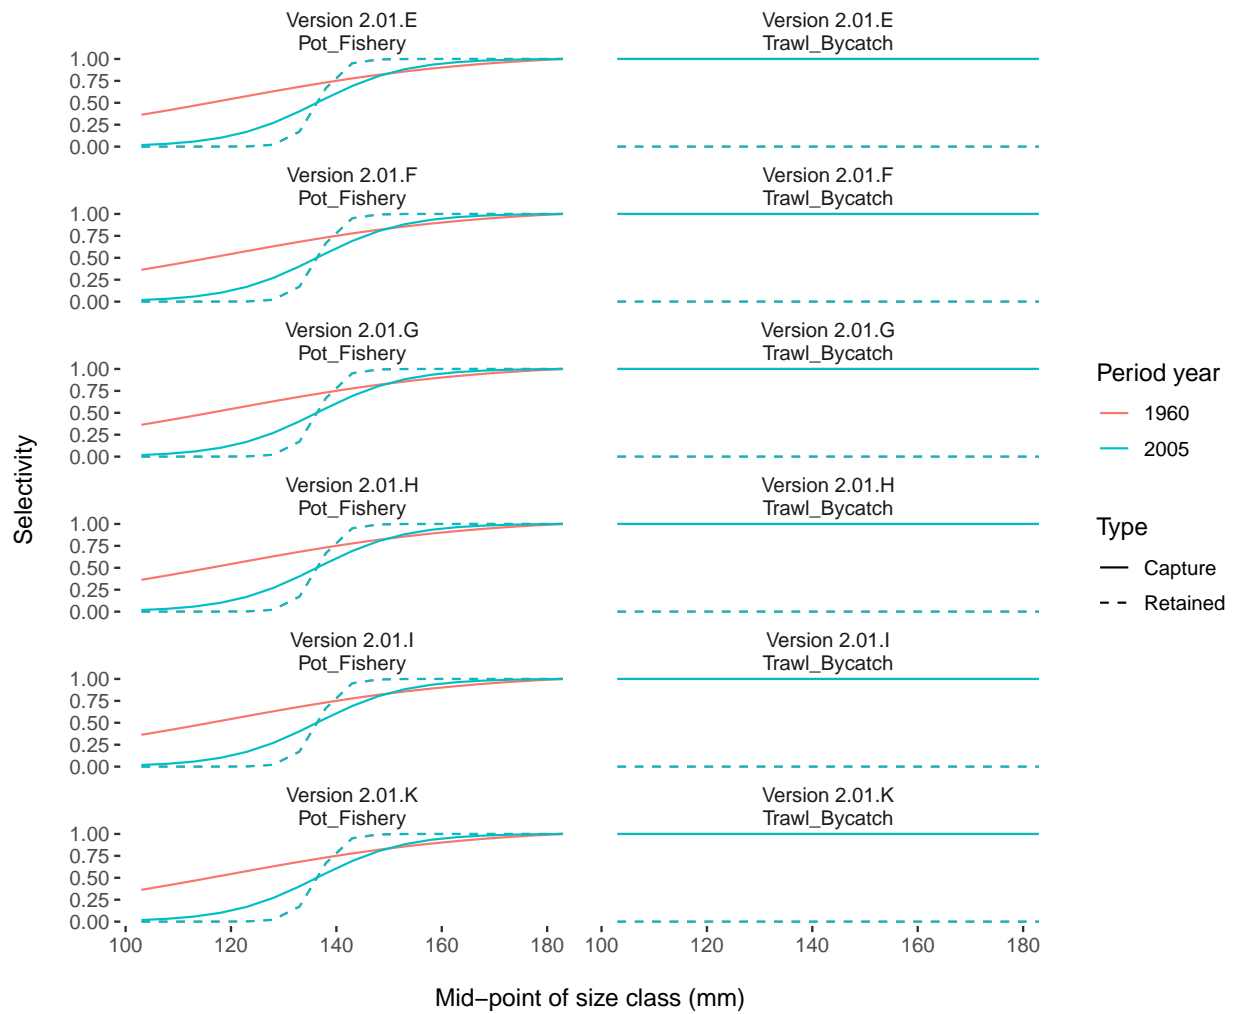 Version 2.01.E
Pot_Fishery
Version 2.01.E
Trawl_Bycatch
1.00
0.75
0.50
0.25
0.00
Version 2.01.F
Pot_Fishery
Version 2.01.F
Trawl_Bycatch
1.00
0.75
0.50
0.25
0.00
Version 2.01.G
Pot_Fishery
Version 2.01.G
Trawl_Bycatch
1.00
0.75
0.50
0.25
0.00
Version 2.01.H
Pot_Fishery
Version 2.01.H
Trawl_Bycatch
1.00
0.75
0.50
0.25
0.00
Version 2.01.I
Pot_Fishery
Version 2.01.I
Trawl_Bycatch
1.00
0.75
0.50
0.25
0.00
Version 2.01.K
Pot_Fishery
Version 2.01.K
Trawl_Bycatch
1.00
0.75
0.50
0.25
0.00
100 120 140 160 180
100 120 140 160 180
Mid−point of size class (mm)
Selectivity
Period year
1960
2005
Type
Capture
Retained